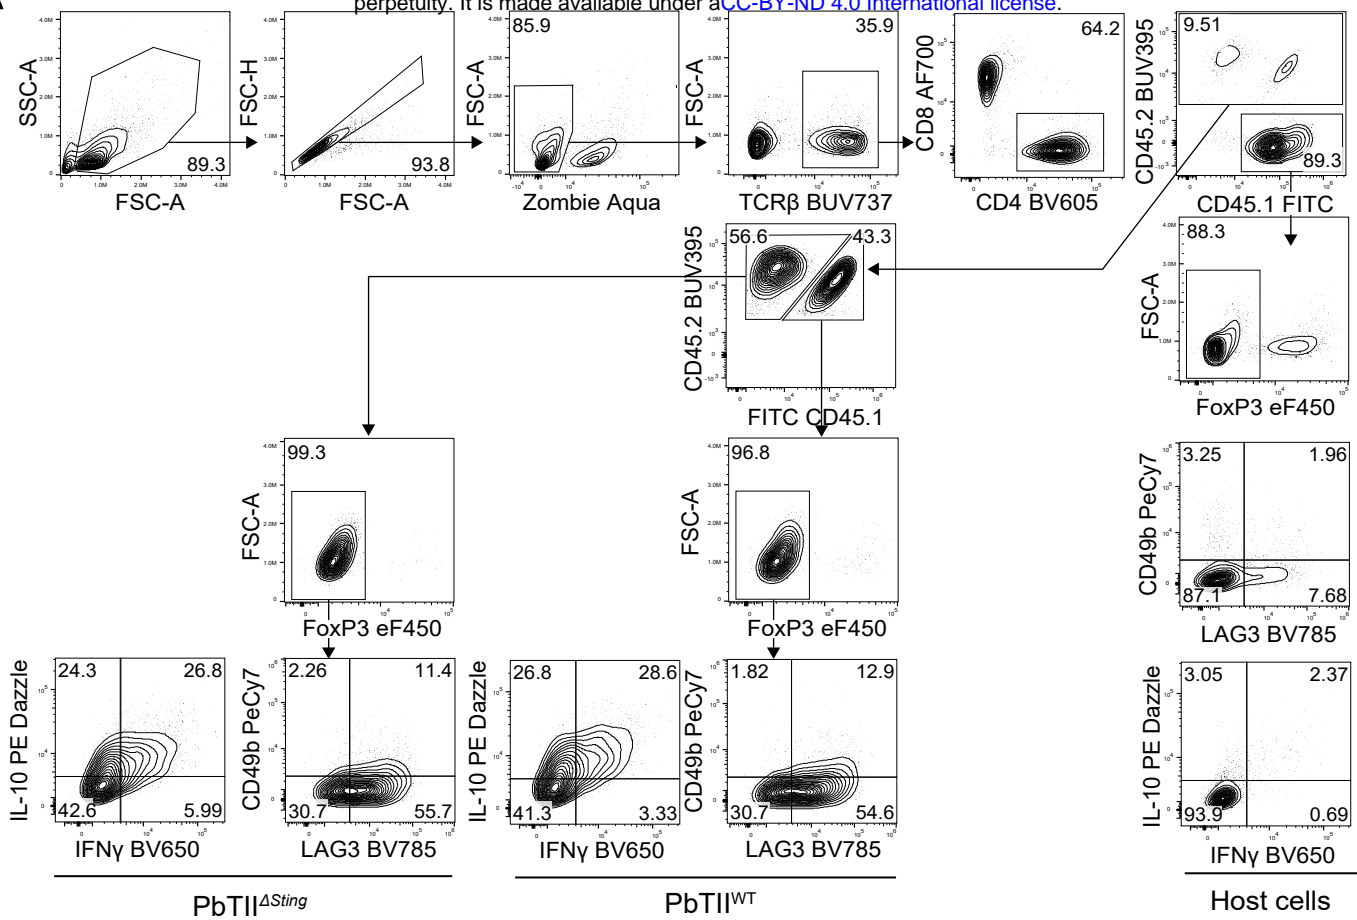 perpetuity. It is made available under aCC-BY-ND 4.0 International license.
SSC-A
89.3
FSC-A
FSC-H
93.8
FSC-A
85.9
FSC-A
Zombie Aqua
35.9
FSC-A
TCRβ BUV737
64.2
CD8 AF700
CD4 BV605
9.51
CD45.2 BUV395
89.3
CD45.1 FITC
56.6
43.3
CD45.2 BUV395
FITC CD45.1
88.3
FSC-A
FoxP3 eF450
99.3
FSC-A
FoxP3 eF450
96.8
FSC-A
FoxP3 eF450
3.25
1.96
CD49b PeCy7
87.1
7.68
LAG3 BV785
24.3
26.8
IL-10 PE Dazzle
42.6
5.99
IFNγ BV650
2.26
11.4
CD49b PeCy7
30.7
55.7
LAG3 BV785
26.8
28.6
IL-10 PE Dazzle
41.3
3.33
IFNγ BV650
1.82
12.9
CD49b PeCy7
30.7
54.6
LAG3 BV785
3.05
2.37
IL-10 PE Dazzle
93.9
0.69
IFNγ BV650
PbTII^ΔSting
PbTII^WT
Host cells